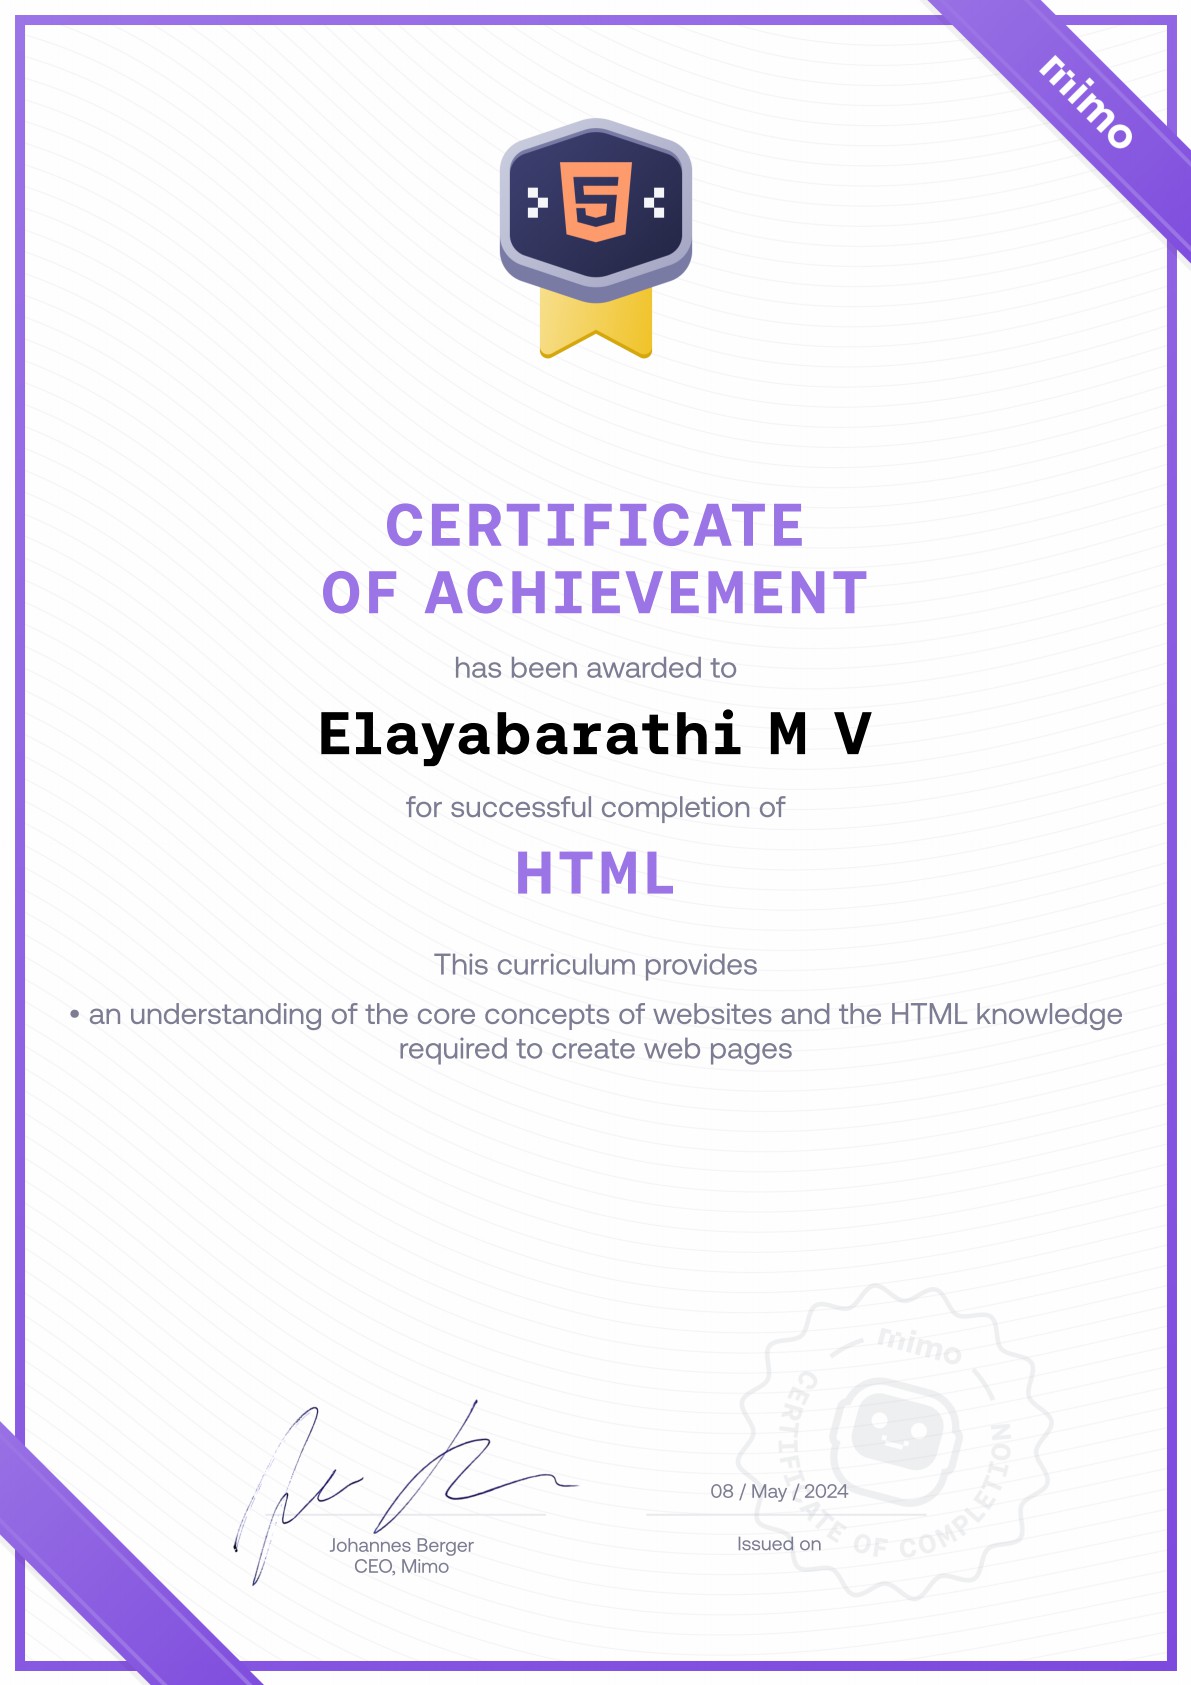 mimo
CERTIFICATE
OF ACHIEVEMENT
has been awarded to
Elayabarathi M V
for successful completion of
HTML
This curriculum provides
• an understanding of the core concepts of websites and the HTML knowledge
required to create web pages
mimo
CERTIFICATE OF COMPLETION
08 / May / 2024
Issued on
Johannes Berger
CEO, Mimo